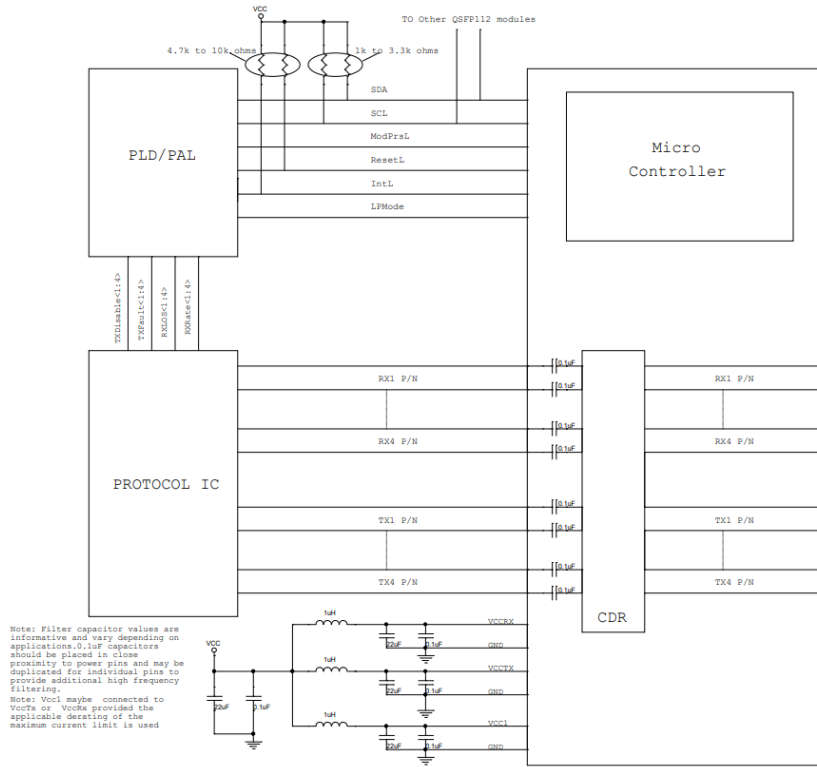 VCC
TO Other QSFP112 modules
4.7k to 10k ohms
1k to 3.3k ohms
SDA
SCL
ModPrsL
ResetL
IntL
LPMode
PLD/PAL
Micro
Controller
TXDisable<1:4>
TXFault<1:4>
RXLOS<1:4>
RXRate<1:4>
PROTOCOL IC
RX1 P/N
RX4 P/N
TX1 P/N
TX4 P/N
0.1uF
0.1uF
0.1uF
0.1uF
0.1uF
0.1uF
0.1uF
0.1uF
CDR
RX1 P/N
RX4 P/N
TX1 P/N
TX4 P/N
Note: Filter capacitor values are
informative and vary depending on
applications.0.1uF capacitors
should be placed in close
proximity to power pins and may be
duplicated for individual pins to
provide additional high frequency
filtering.
Note: Vccl maybe connected to
VccTx or VccRx provided the
applicable derating of the
maximum current limit is used
VCC
22uF
0.1uF
1uH
22uF
0.1uF
VCCRX
GND
1uH
22uF
0.1uF
VCCTX
GND
1uH
22uF
0.1uF
VCC1
GND